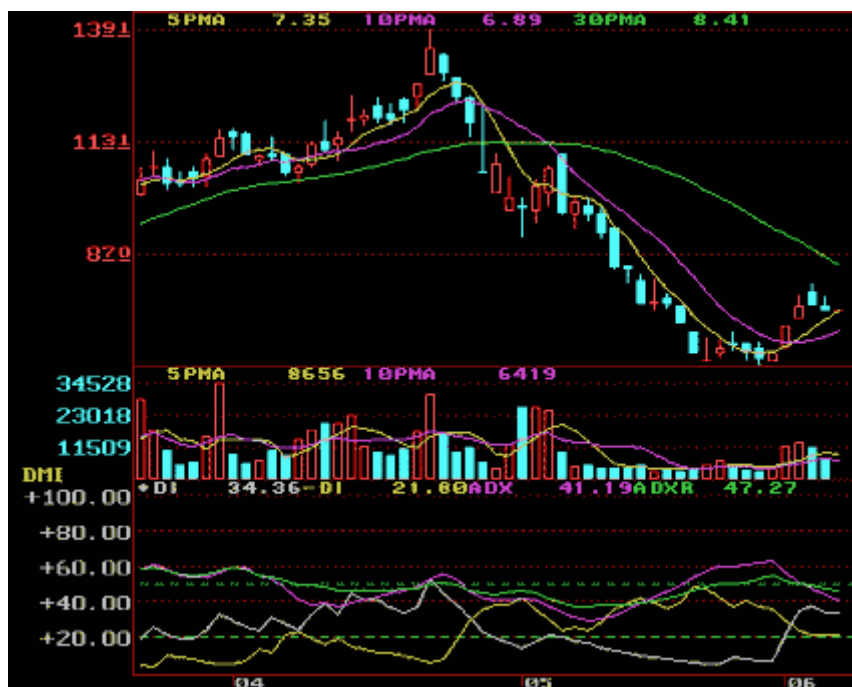 5PMA 7.35 10PMA 6.89 30PMA 8.41
1391
1131
870
5PMA 8656 10PMA 6419
34528
23018
11509
DMI
+DI 34.36 -DI 21.80 ADX 41.19 ADXR 47.27
+100.00
+80.00
+60.00
+40.00
+20.00
04 05 06